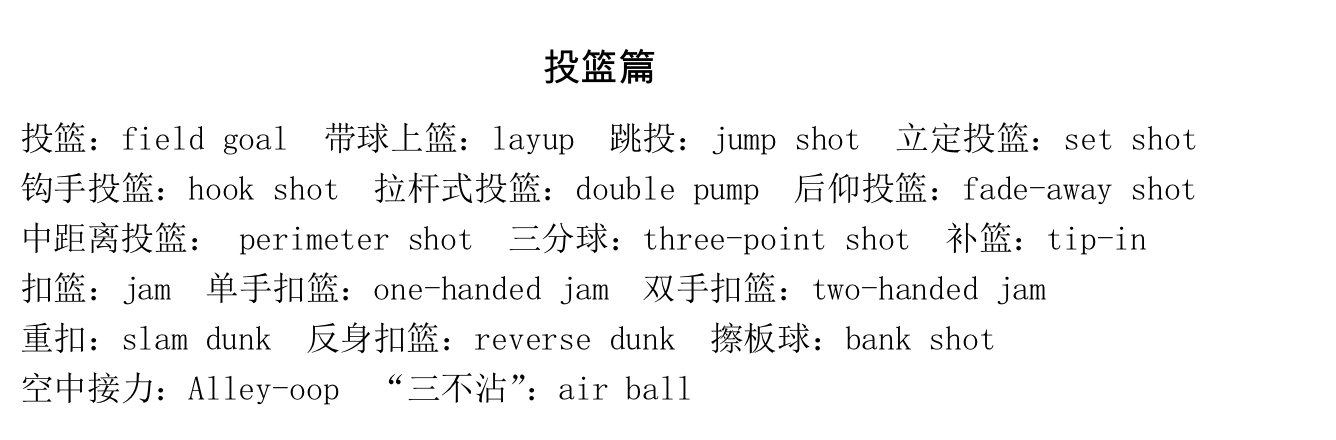 投篮篇
投篮：field goal  带球上篮：layup  跳投：jump shot  立定投篮：set shot
钩手投篮：hook shot  拉杆式投篮：double pump  后仰投篮：fade-away shot
中距离投篮： perimeter shot  三分球：three-point shot  补篮：tip-in
扣篮：jam  单手扣篮：one-handed jam  双手扣篮：two-handed jam
重扣：slam dunk  反身扣篮：reverse dunk  擦板球：bank shot
空中接力：Alley-oop  “三不沾”：air ball